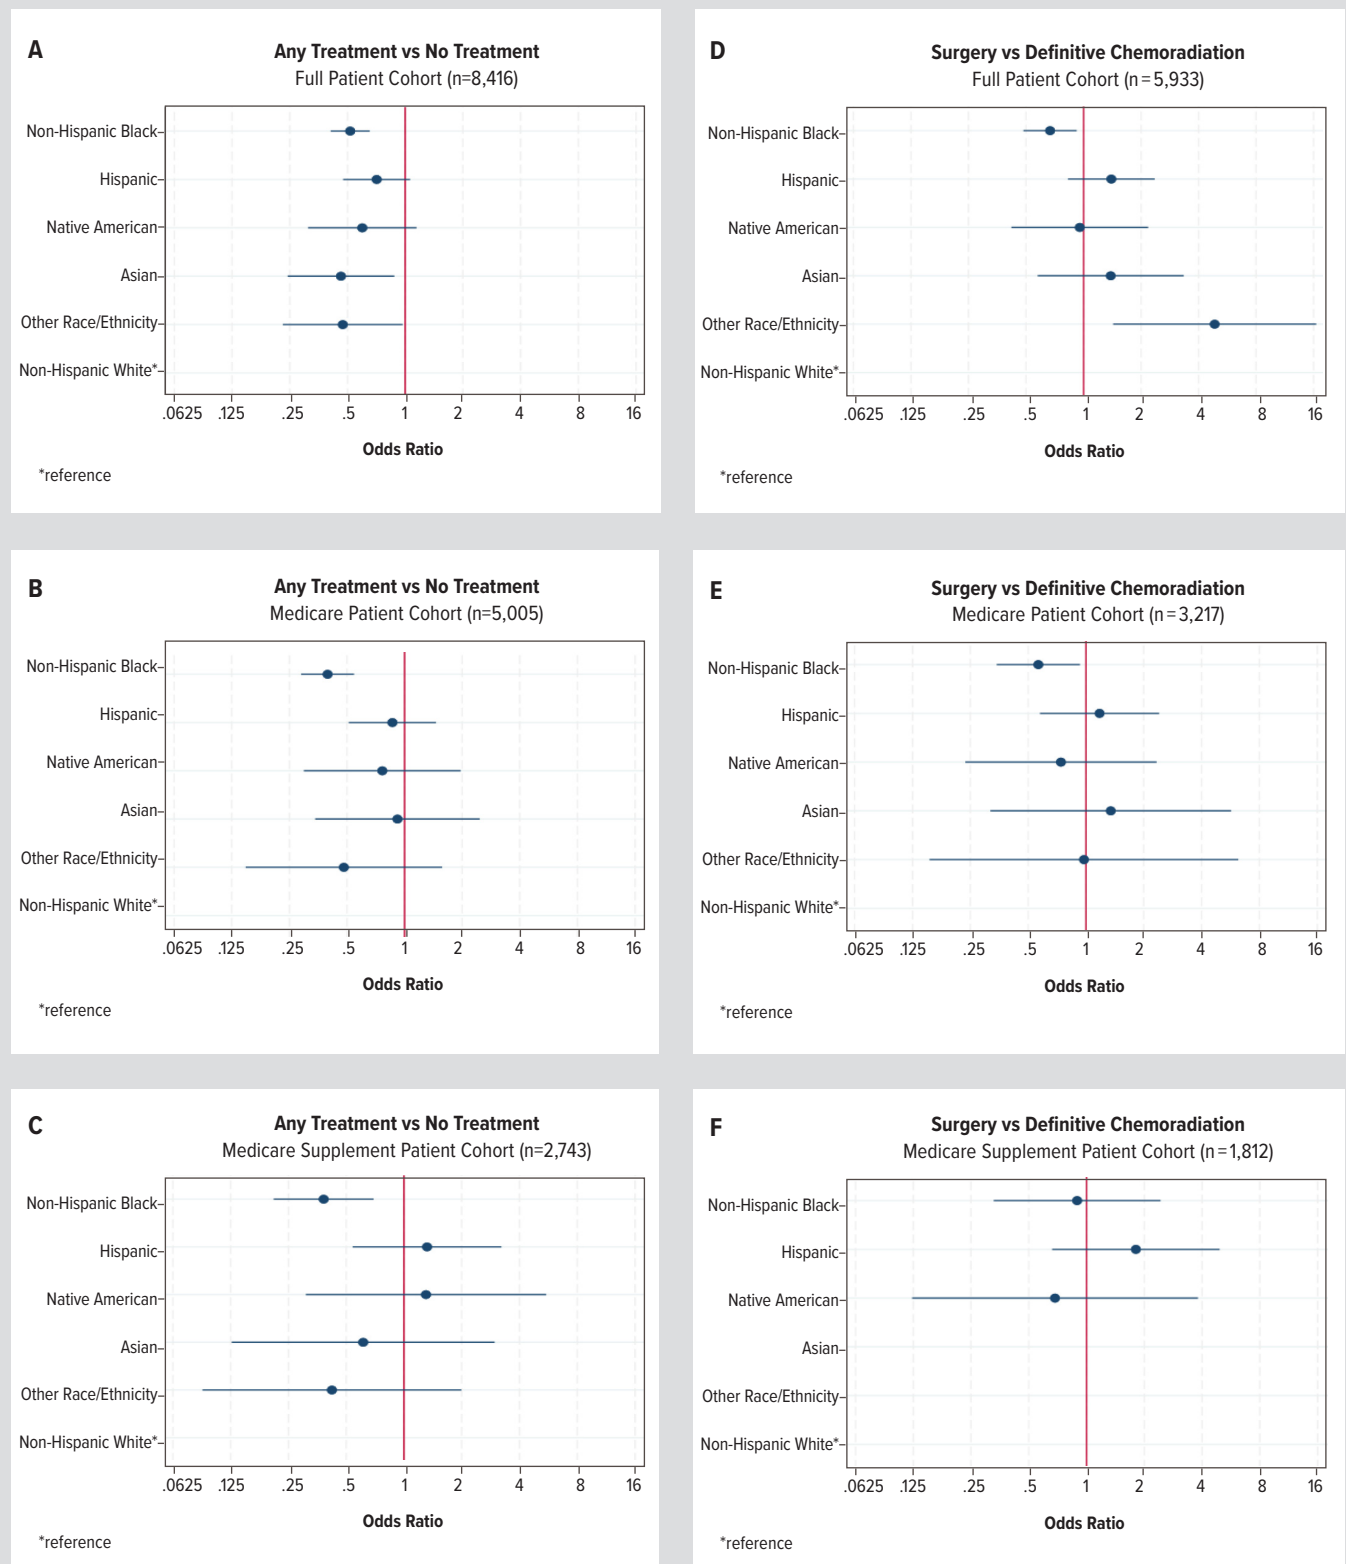 A
Any Treatment vs No Treatment
Full Patient Cohort (n=8,416)
Non-Hispanic Black
Hispanic
Native American
Asian
Other Race/Ethnicity
Non-Hispanic White*
.0625 .125 .25 .5 1 2 4 8 16
Odds Ratio
*reference
D
Surgery vs Definitive Chemoradiation
Full Patient Cohort (n=5,933)
Non-Hispanic Black
Hispanic
Native American
Asian
Other Race/Ethnicity
Non-Hispanic White*
.0625 .125 .25 .5 1 2 4 8 16
Odds Ratio
*reference
B
Any Treatment vs No Treatment
Medicare Patient Cohort (n=5,005)
Non-Hispanic Black
Hispanic
Native American
Asian
Other Race/Ethnicity
Non-Hispanic White*
.0625 .125 .25 .5 1 2 4 8 16
Odds Ratio
*reference
E
Surgery vs Definitive Chemoradiation
Medicare Patient Cohort (n=3,217)
Non-Hispanic Black
Hispanic
Native American
Asian
Other Race/Ethnicity
Non-Hispanic White*
.0625 .125 .25 .5 1 2 4 8 16
Odds Ratio
*reference
C
Any Treatment vs No Treatment
Medicare Supplement Patient Cohort (n=2,743)
Non-Hispanic Black
Hispanic
Native American
Asian
Other Race/Ethnicity
Non-Hispanic White*
.0625 .125 .25 .5 1 2 4 8 16
Odds Ratio
*reference
F
Surgery vs Definitive Chemoradiation
Medicare Supplement Patient Cohort (n=1,812)
Non-Hispanic Black
Hispanic
Native American
Asian
Other Race/Ethnicity
Non-Hispanic White*
.0625 .125 .25 .5 1 2 4 8 16
Odds Ratio
*reference